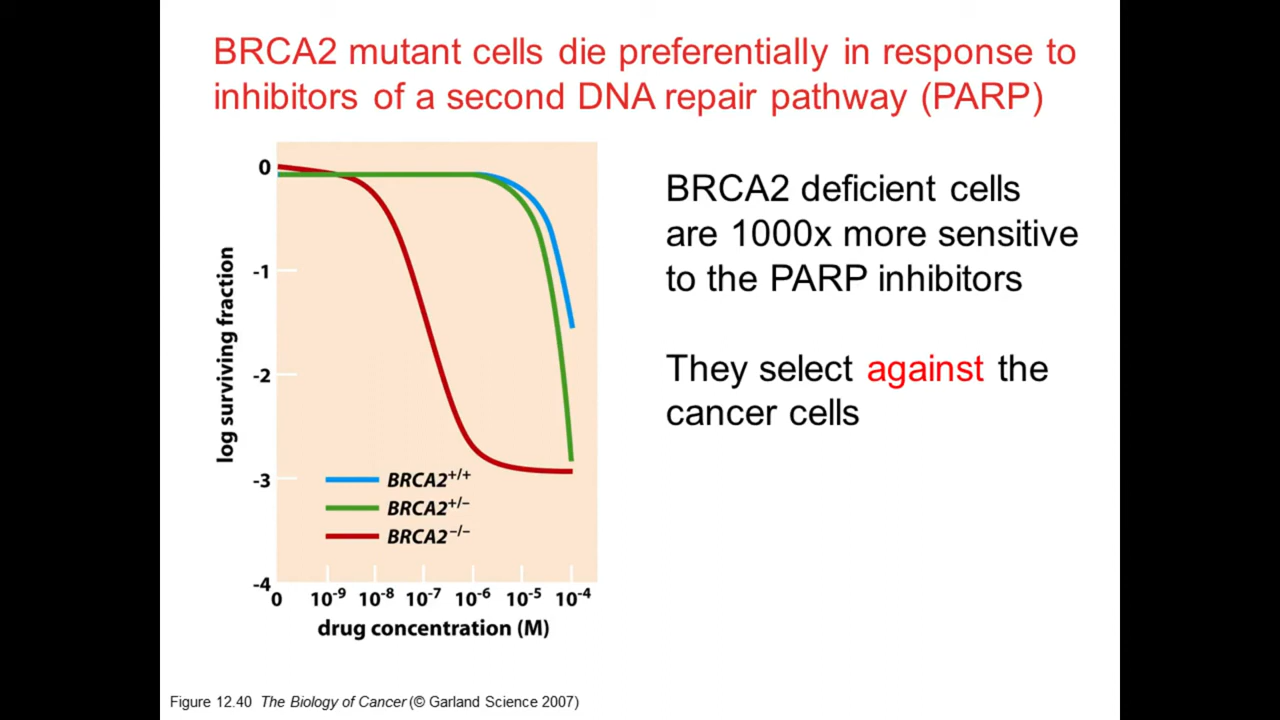 BRCA2 mutant cells die preferentially in response to
inhibitors of a second DNA repair pathway (PARP)
0
-1
-2
-3
-4
log surviving fraction
BRCA2+/+
BRCA2+/–
BRCA2–/–
0 10-9 10-8 10-7 10-6 10-5 10-4
drug concentration (M)
BRCA2 deficient cells
are 1000x more sensitive
to the PARP inhibitors
They select against the
cancer cells
Figure 12.40 The Biology of Cancer (© Garland Science 2007)